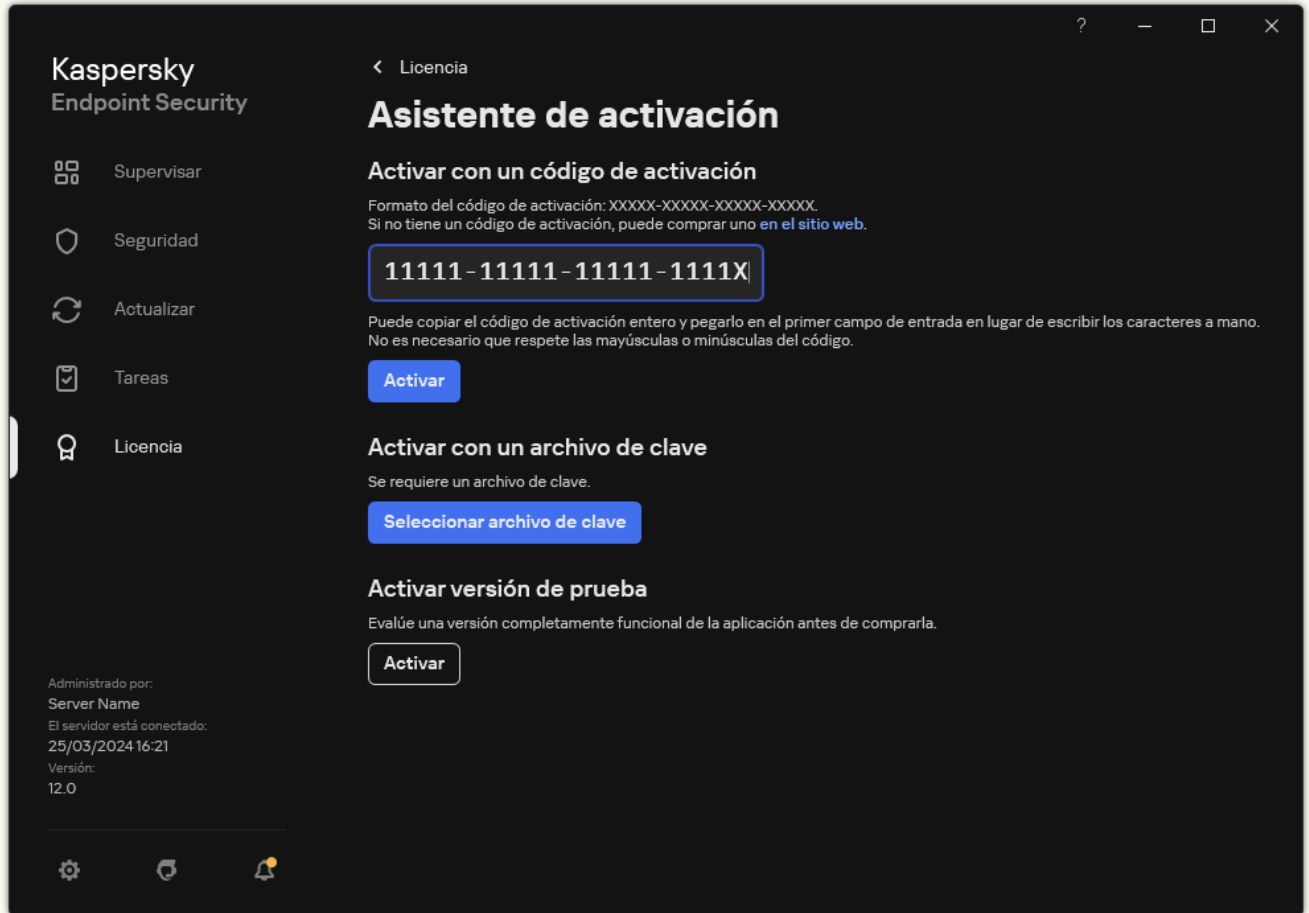 ?
Kaspersky
Endpoint Security
Supervisar
Seguridad
Actualizar
Tareas
Licencia
Administrado por:
Server Name
El servidor está conectado:
25/03/2024 16:21
Versión:
12.0
Licencia
Asistente de activación
Activar con un código de activación
Formato del código de activación: XXXXX-XXXXX-XXXXX-XXXXX.
Si no tiene un código de activación, puede comprar uno en el sitio web.
11111-11111-11111-1111X
Puede copiar el código de activación entero y pegarlo en el primer campo de entrada en lugar de escribir los caracteres a mano.
No es necesario que respete las mayúsculas o minúsculas del código.
Activar
Activar con un archivo de clave
Se requiere un archivo de clave.
Seleccionar archivo de clave
Activar versión de prueba
Evalúe una versión completamente funcional de la aplicación antes de comprarla.
Activar